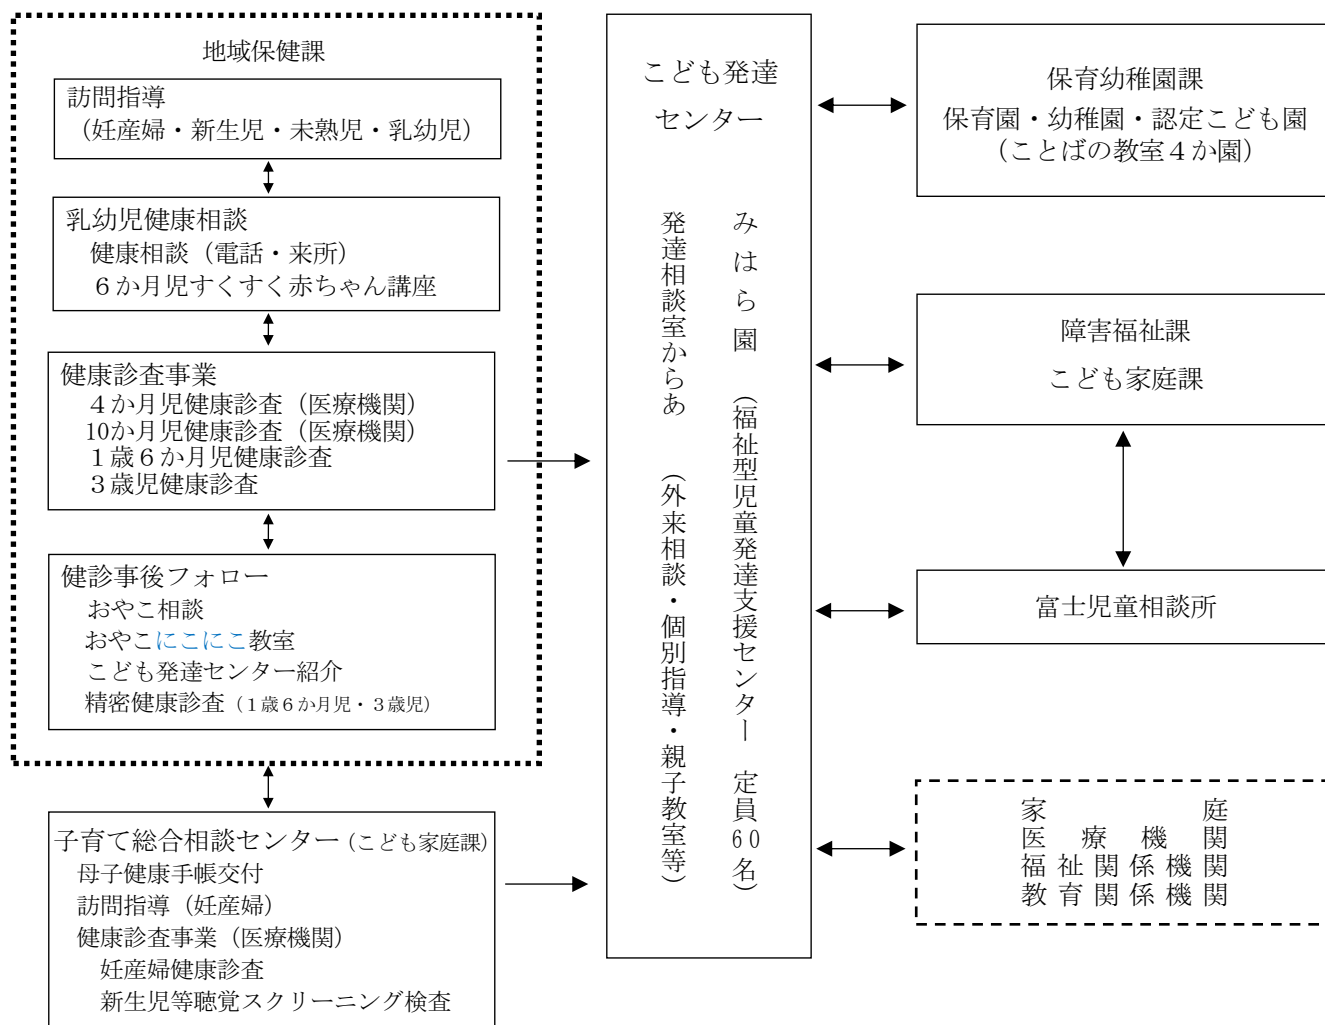 地域保健課
訪問指導
（妊産婦・新生児・未熟児・乳幼児）
乳幼児健康相談
健康相談（電話・来所）
６か月児すくすく赤ちゃん講座
健康診査事業
４か月児健康診査（医療機関）
10か月児健康診査（医療機関）
１歳６か月児健康診査
３歳児健康診査
健診事後フォロー
おやこ相談
おやこにこにこ教室
こども発達センター紹介
精密健康診査（１歳６か月児・３歳児）
子育て総合相談センター（こども家庭課）
母子健康手帳交付
訪問指導（妊産婦）
健康診査事業（医療機関）
妊産婦健康診査
新生児等聴覚スクリーニング検査
こども発達
センター
みはら園　（福祉型児童発達支援センター　定員60名）
発達相談室からあ　（外来相談・個別指導・親子教室等）
保育幼稚園課
保育園・幼稚園・認定こども園
（ことばの教室４か園）
障害福祉課
こども家庭課
富士児童相談所
家庭
医療機関
福祉関係機関
教育関係機関